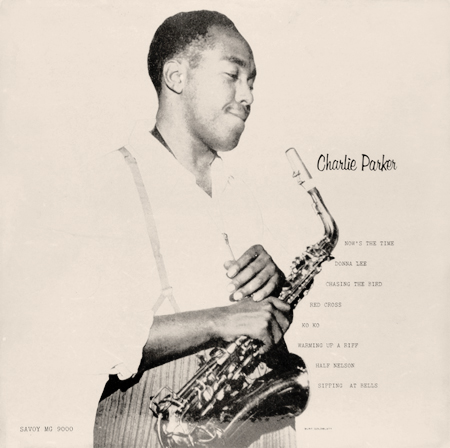 Charlie Parker
NOW'S THE TIME
DONNA LEE
CHASING THE BIRD
RED CROSS
KO KO
WARMING UP A RIFF
HALF NELSON
SIPPING AT BELLS
SAVOY MG 9000